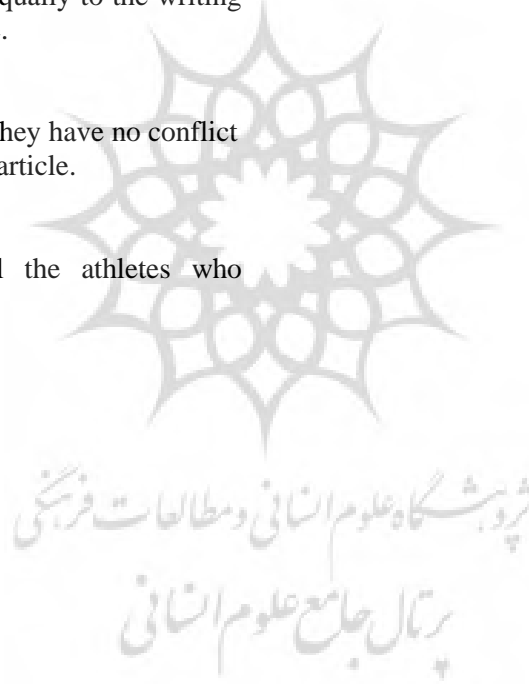 qually to the writing
.
hey have no conflict
article.
l the athletes who
پژوهشگاه علوم انسانی و مطالعات فرهنگی
پرتال جامع علوم انسانی